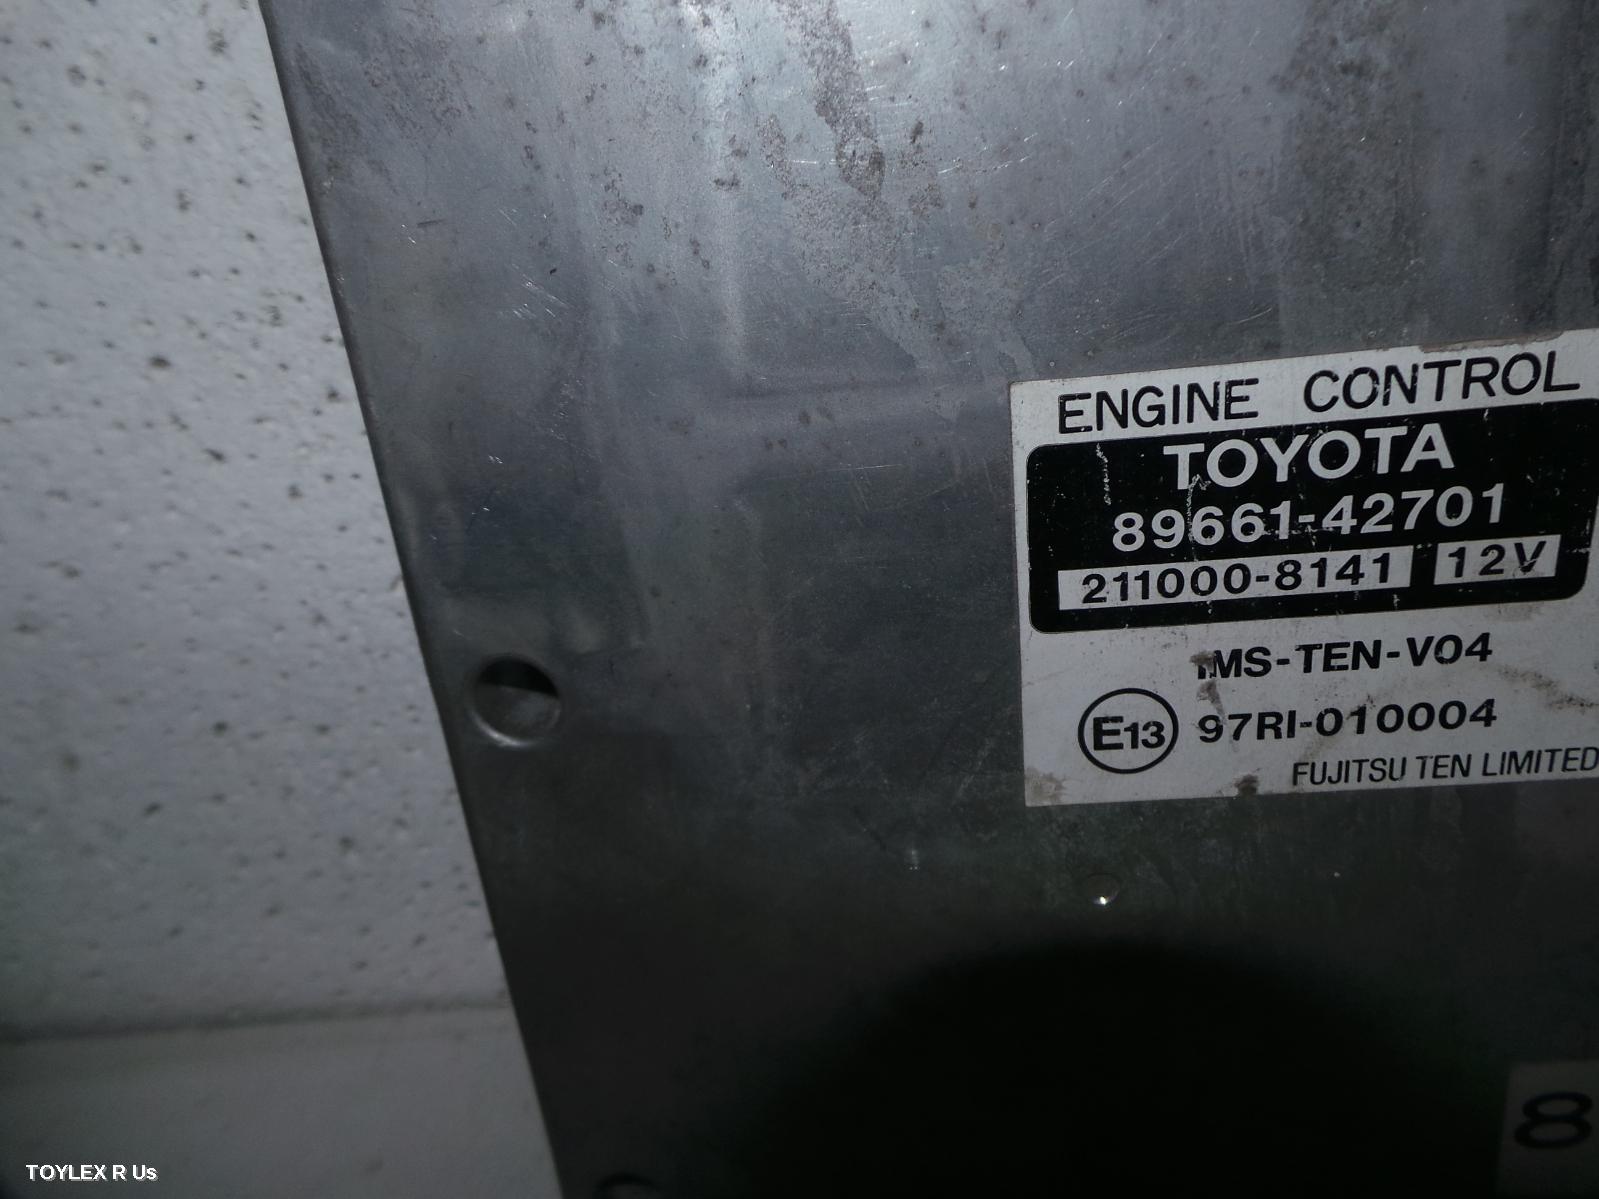 ENGINE CONTROL
TOYOTA
89661-42701
211000-8141 12V
IMS-TEN-V04
E13 97RI-010004
FUJITSU TEN LIMITED
8
TOYLEX R Us